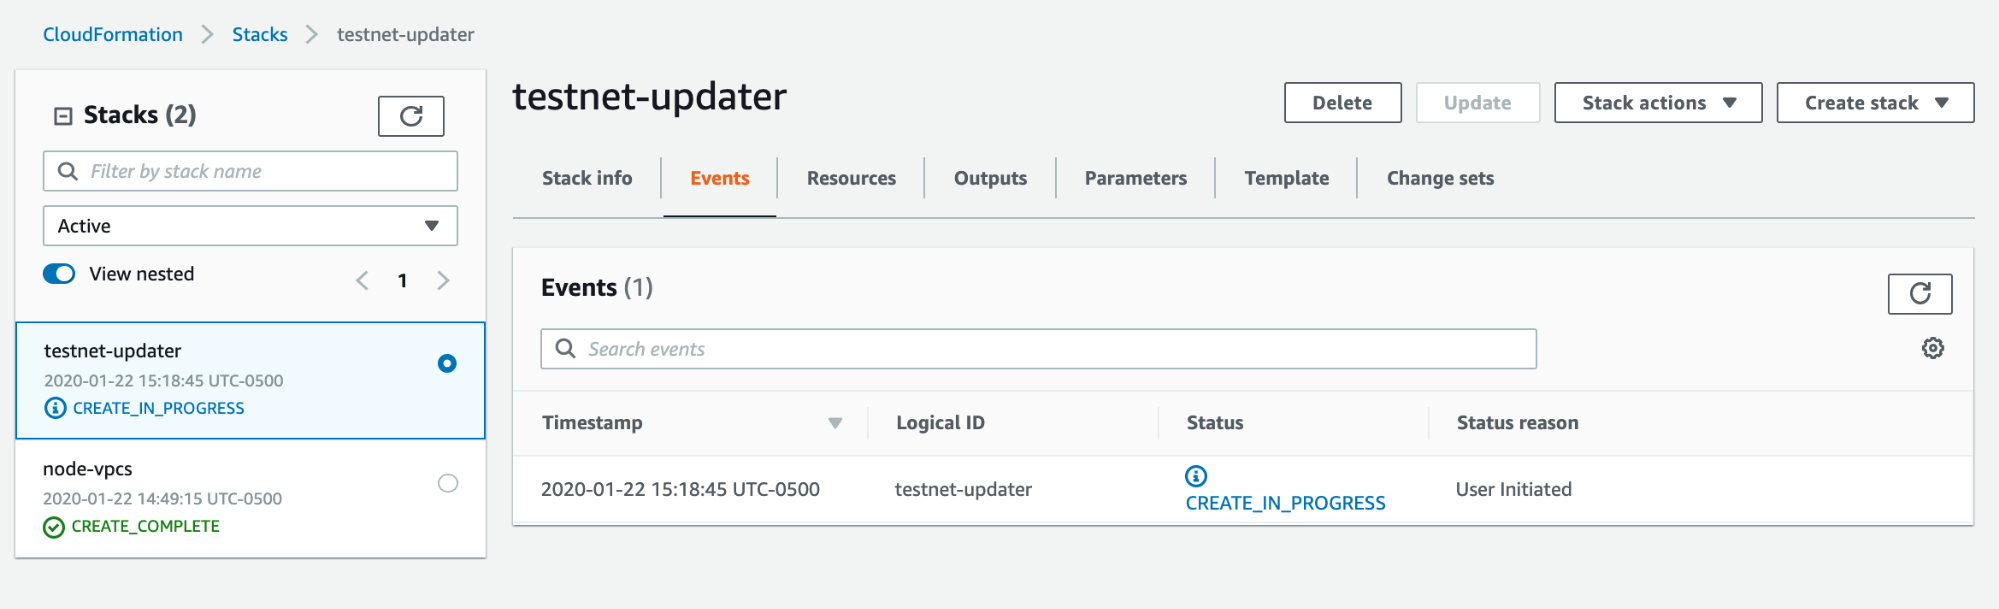 CloudFormation > Stacks > testnet-updater
Stacks (2)
Filter by stack name
Active
View nested
1
testnet-updater
2020-01-22 15:18:45 UTC-0500
CREATE_IN_PROGRESS
node-vpcs
2020-01-22 14:49:15 UTC-0500
CREATE_COMPLETE
testnet-updater
Delete Update Stack actions Create stack
Stack info Events Resources Outputs Parameters Template Change sets
Events (1)
Search events
Timestamp Logical ID Status Status reason
2020-01-22 15:18:45 UTC-0500 testnet-updater CREATE_IN_PROGRESS User Initiated